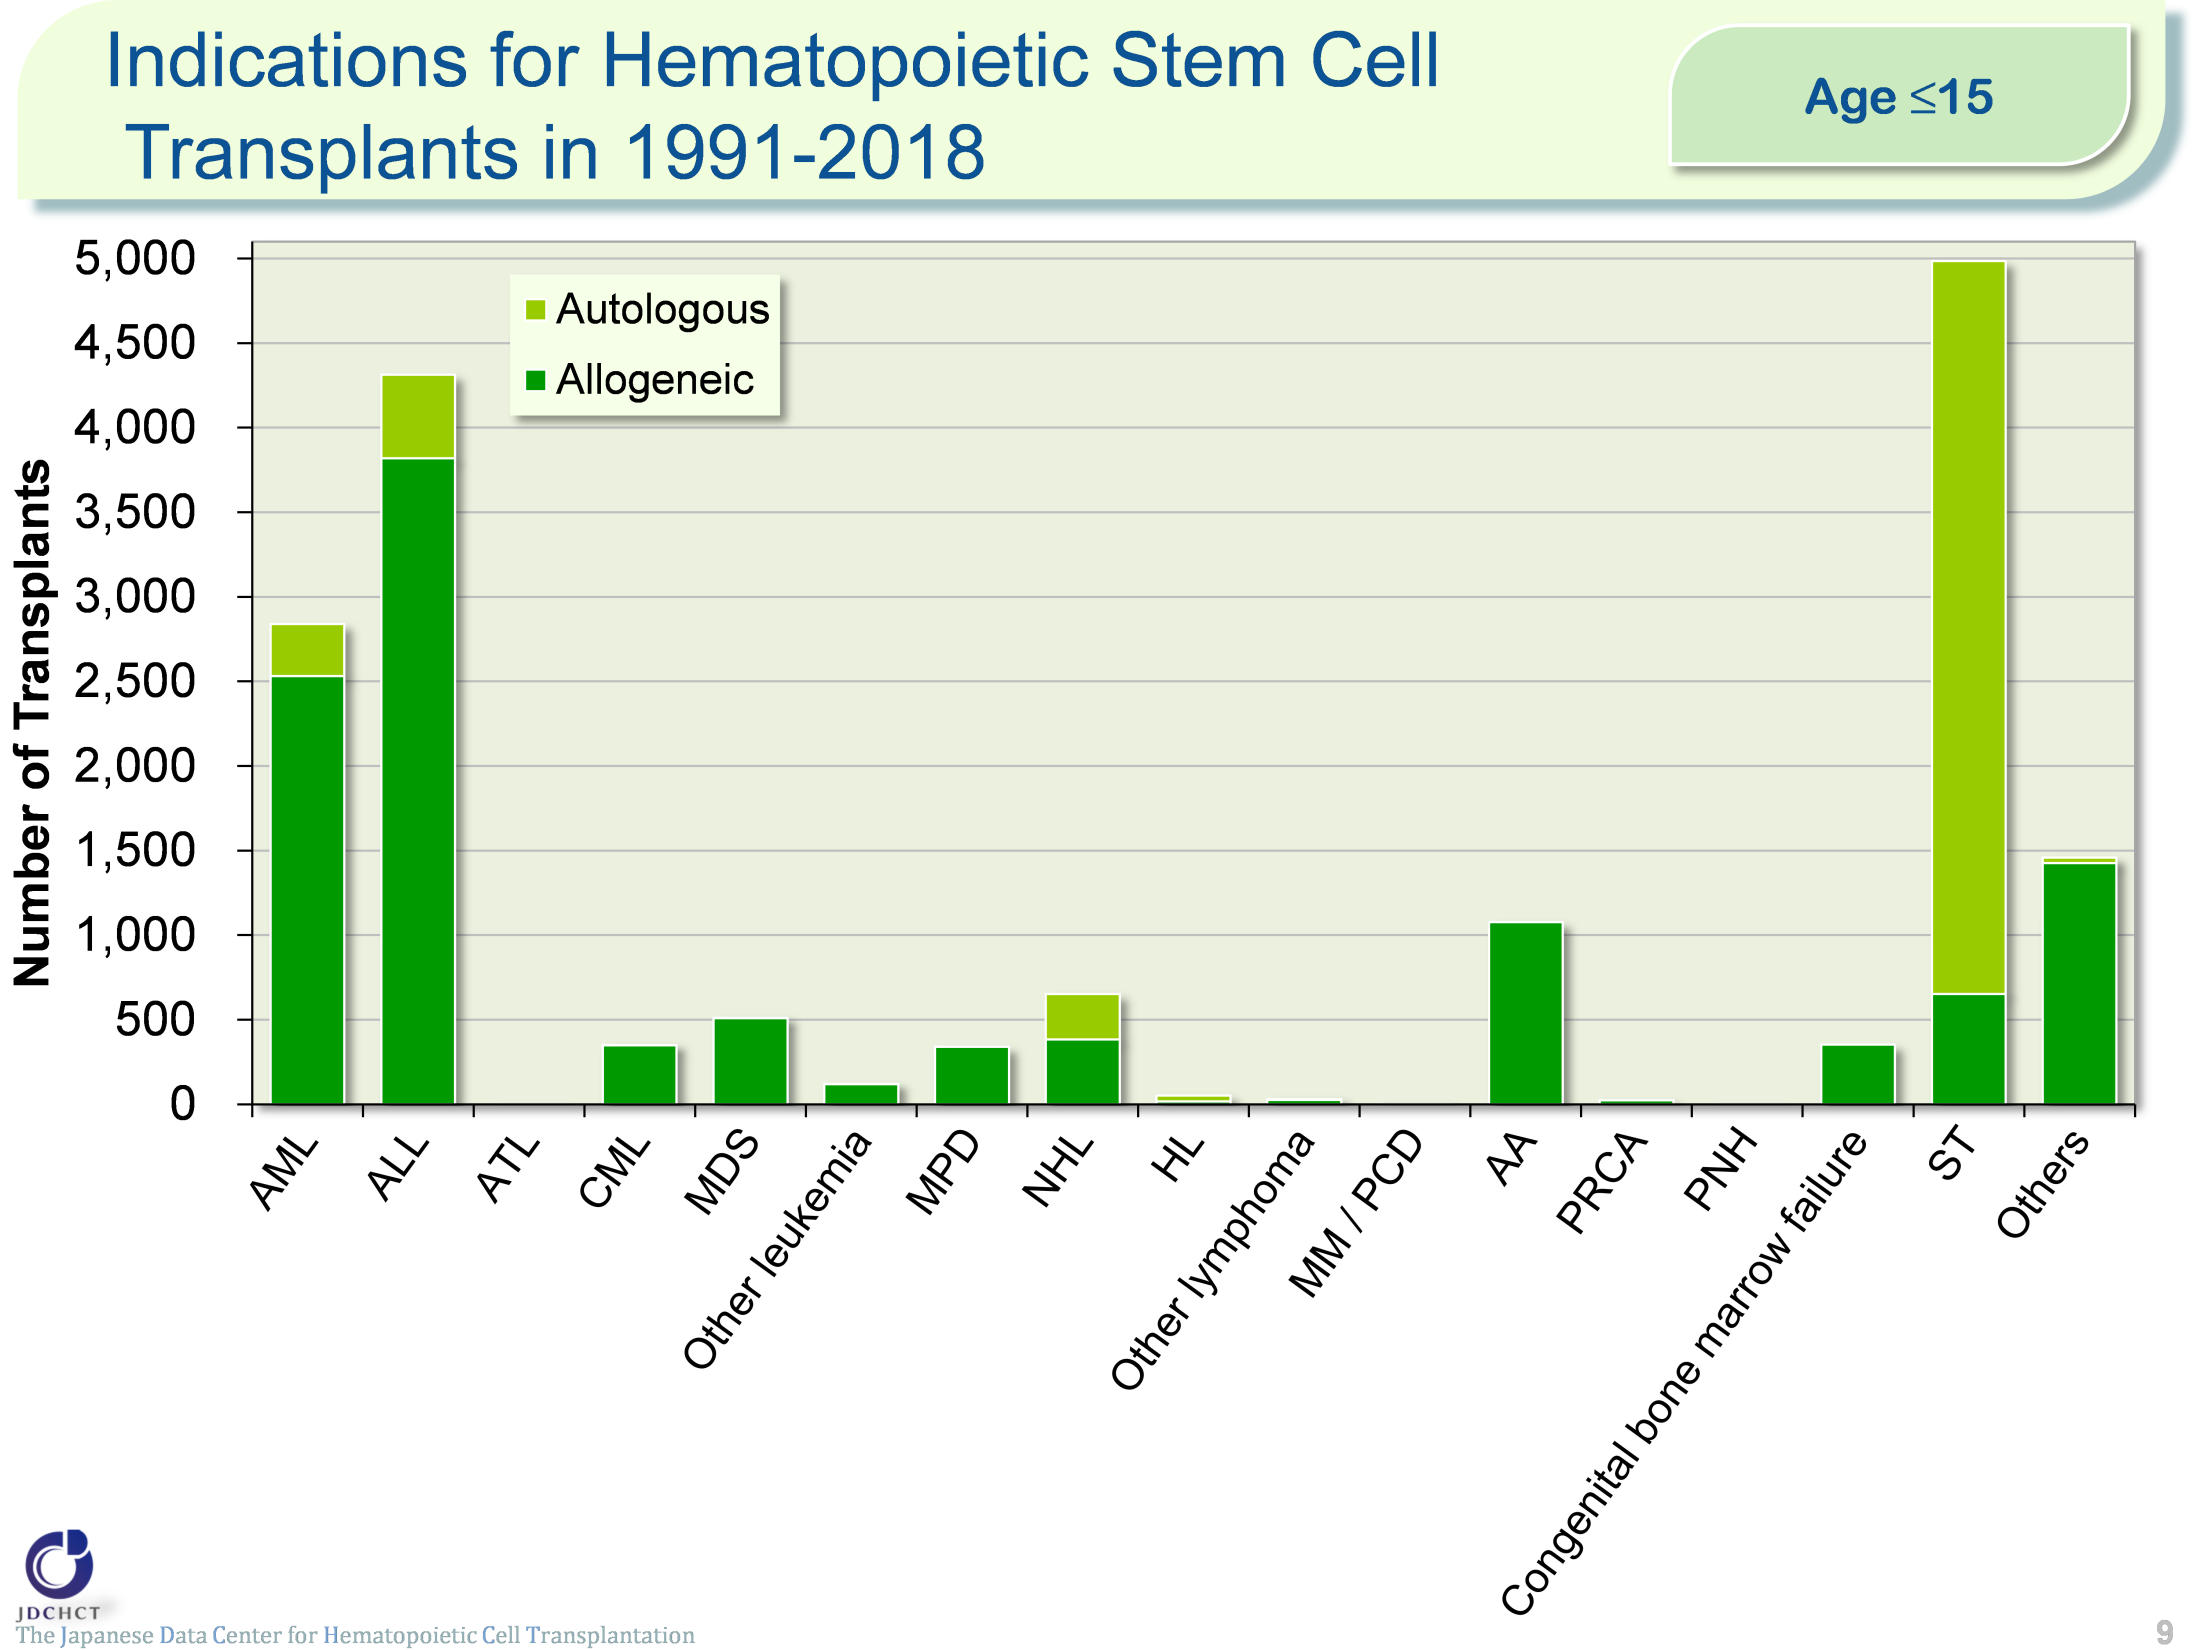 Indications for Hematopoietic Stem Cell
Transplants in 1991-2018
Age ≤15
Number of Transplants
5,000
4,500
4,000
3,500
3,000
2,500
2,000
1,500
1,000
500
0
Autologous
Allogeneic
AML
ALL
ATL
CML
MDS
Other leukemia
MPD
NHL
HL
Other lymphoma
MM / PCD
AA
PRCA
PNH
Congenital bone marrow failure
ST
Others
JDCHCT
The Japanese Data Center for Hematopoietic Cell Transplantation
9